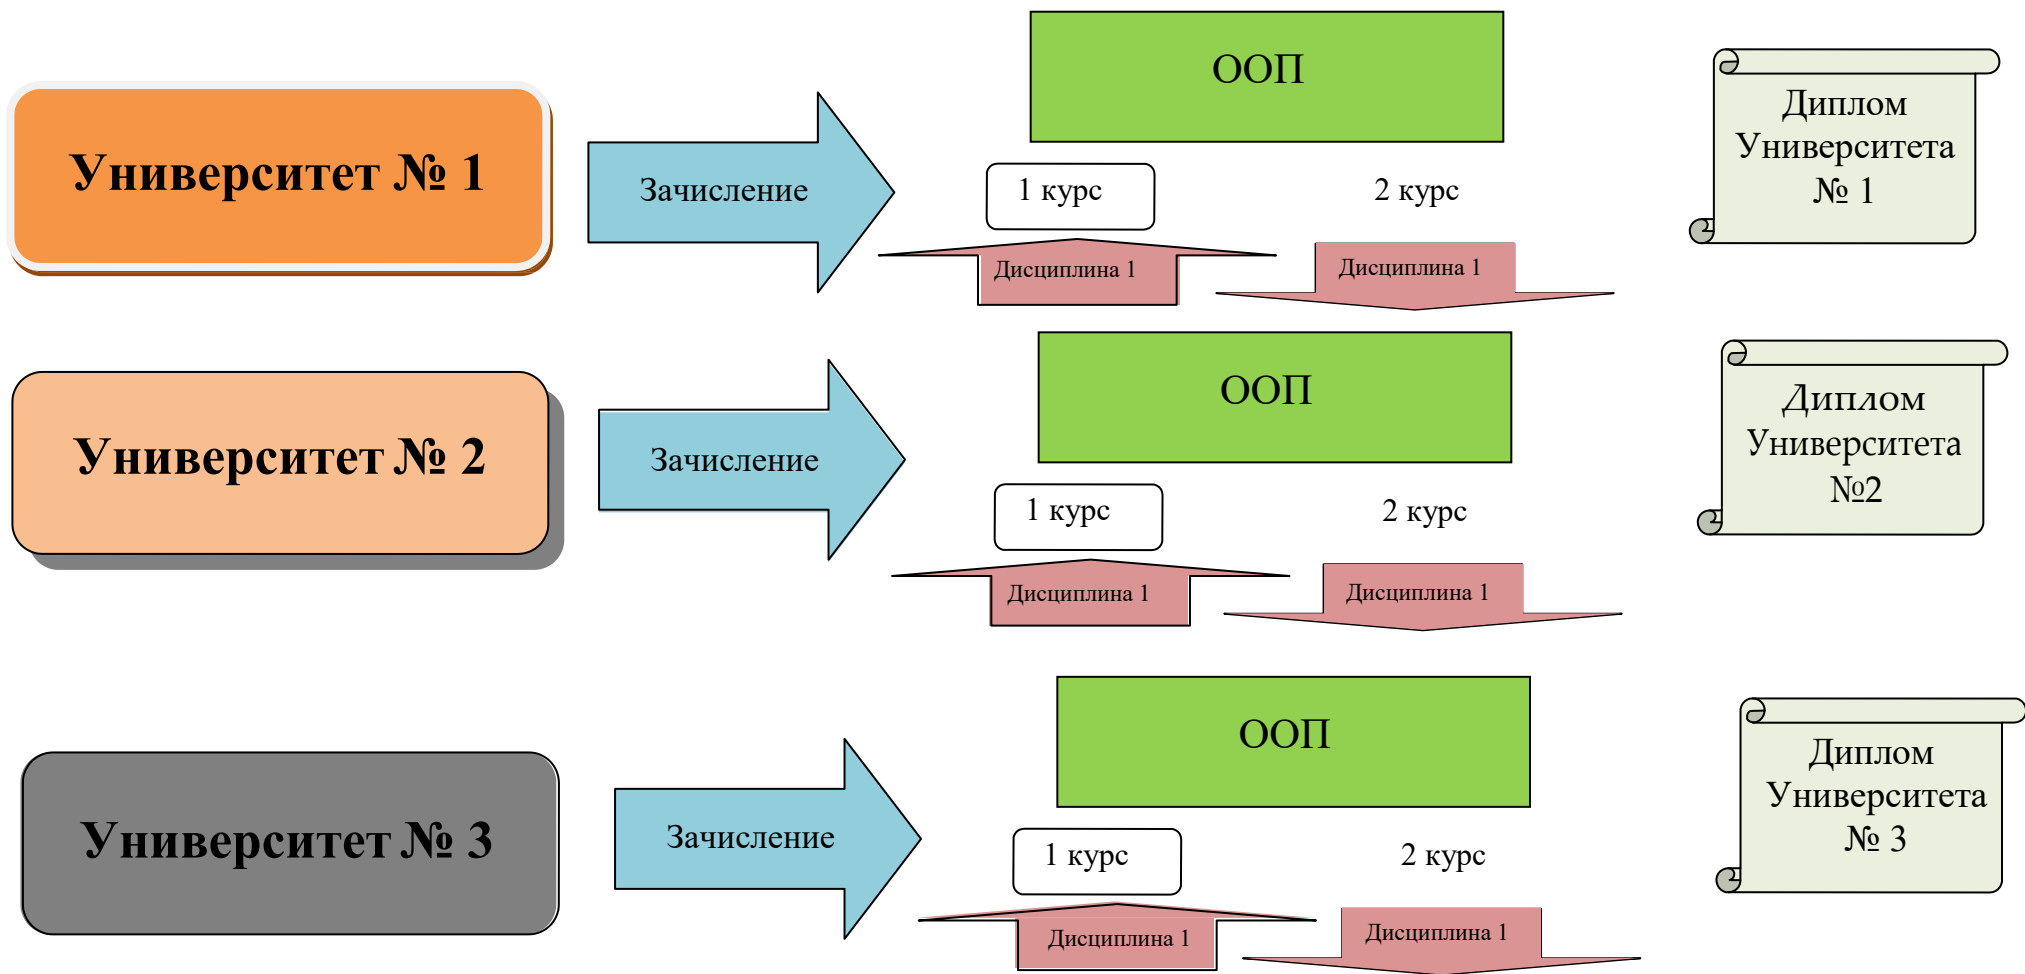 ООП
Университет № 1
Зачисление
1 курс
2 курс
Дисциплина 1
Дисциплина 1
Диплом
Университета
№ 1
ООП
Университет № 2
Зачисление
1 курс
2 курс
Дисциплина 1
Дисциплина 1
Диплом
Университета
№2
ООП
Университет № 3
Зачисление
1 курс
2 курс
Дисциплина 1
Дисциплина 1
Диплом
Университета
№ 3